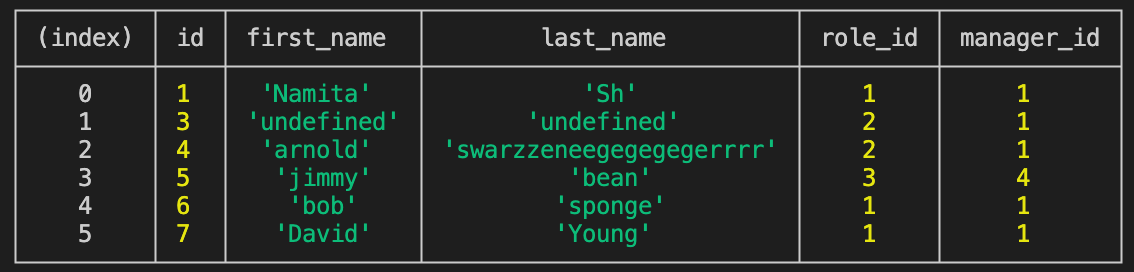 (index) id first_name last_name role_id manager_id
0 1 'Namita' 'Sh' 1 1
1 3 'undefined' 'undefined' 2 1
2 4 'arnold' 'swarzzeneegegegegerrrr' 2 1
3 5 'jimmy' 'bean' 3 4
4 6 'bob' 'sponge' 1 1
5 7 'David' 'Young' 1 1